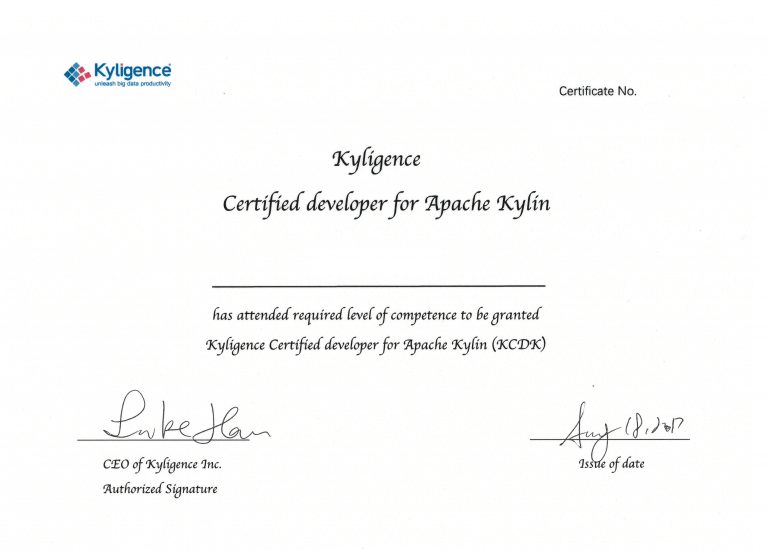 Kyligence
unleash big data productivity
Certificate No.
Kyligence
Certified developer for Apache Kylin
has attended required level of competence to be granted
Kyligence Certified developer for Apache Kylin (KCDK)
Luke Han
Aug 18, 2017
CEO of Kyligence Inc.
Issue of date
Authorized Signature